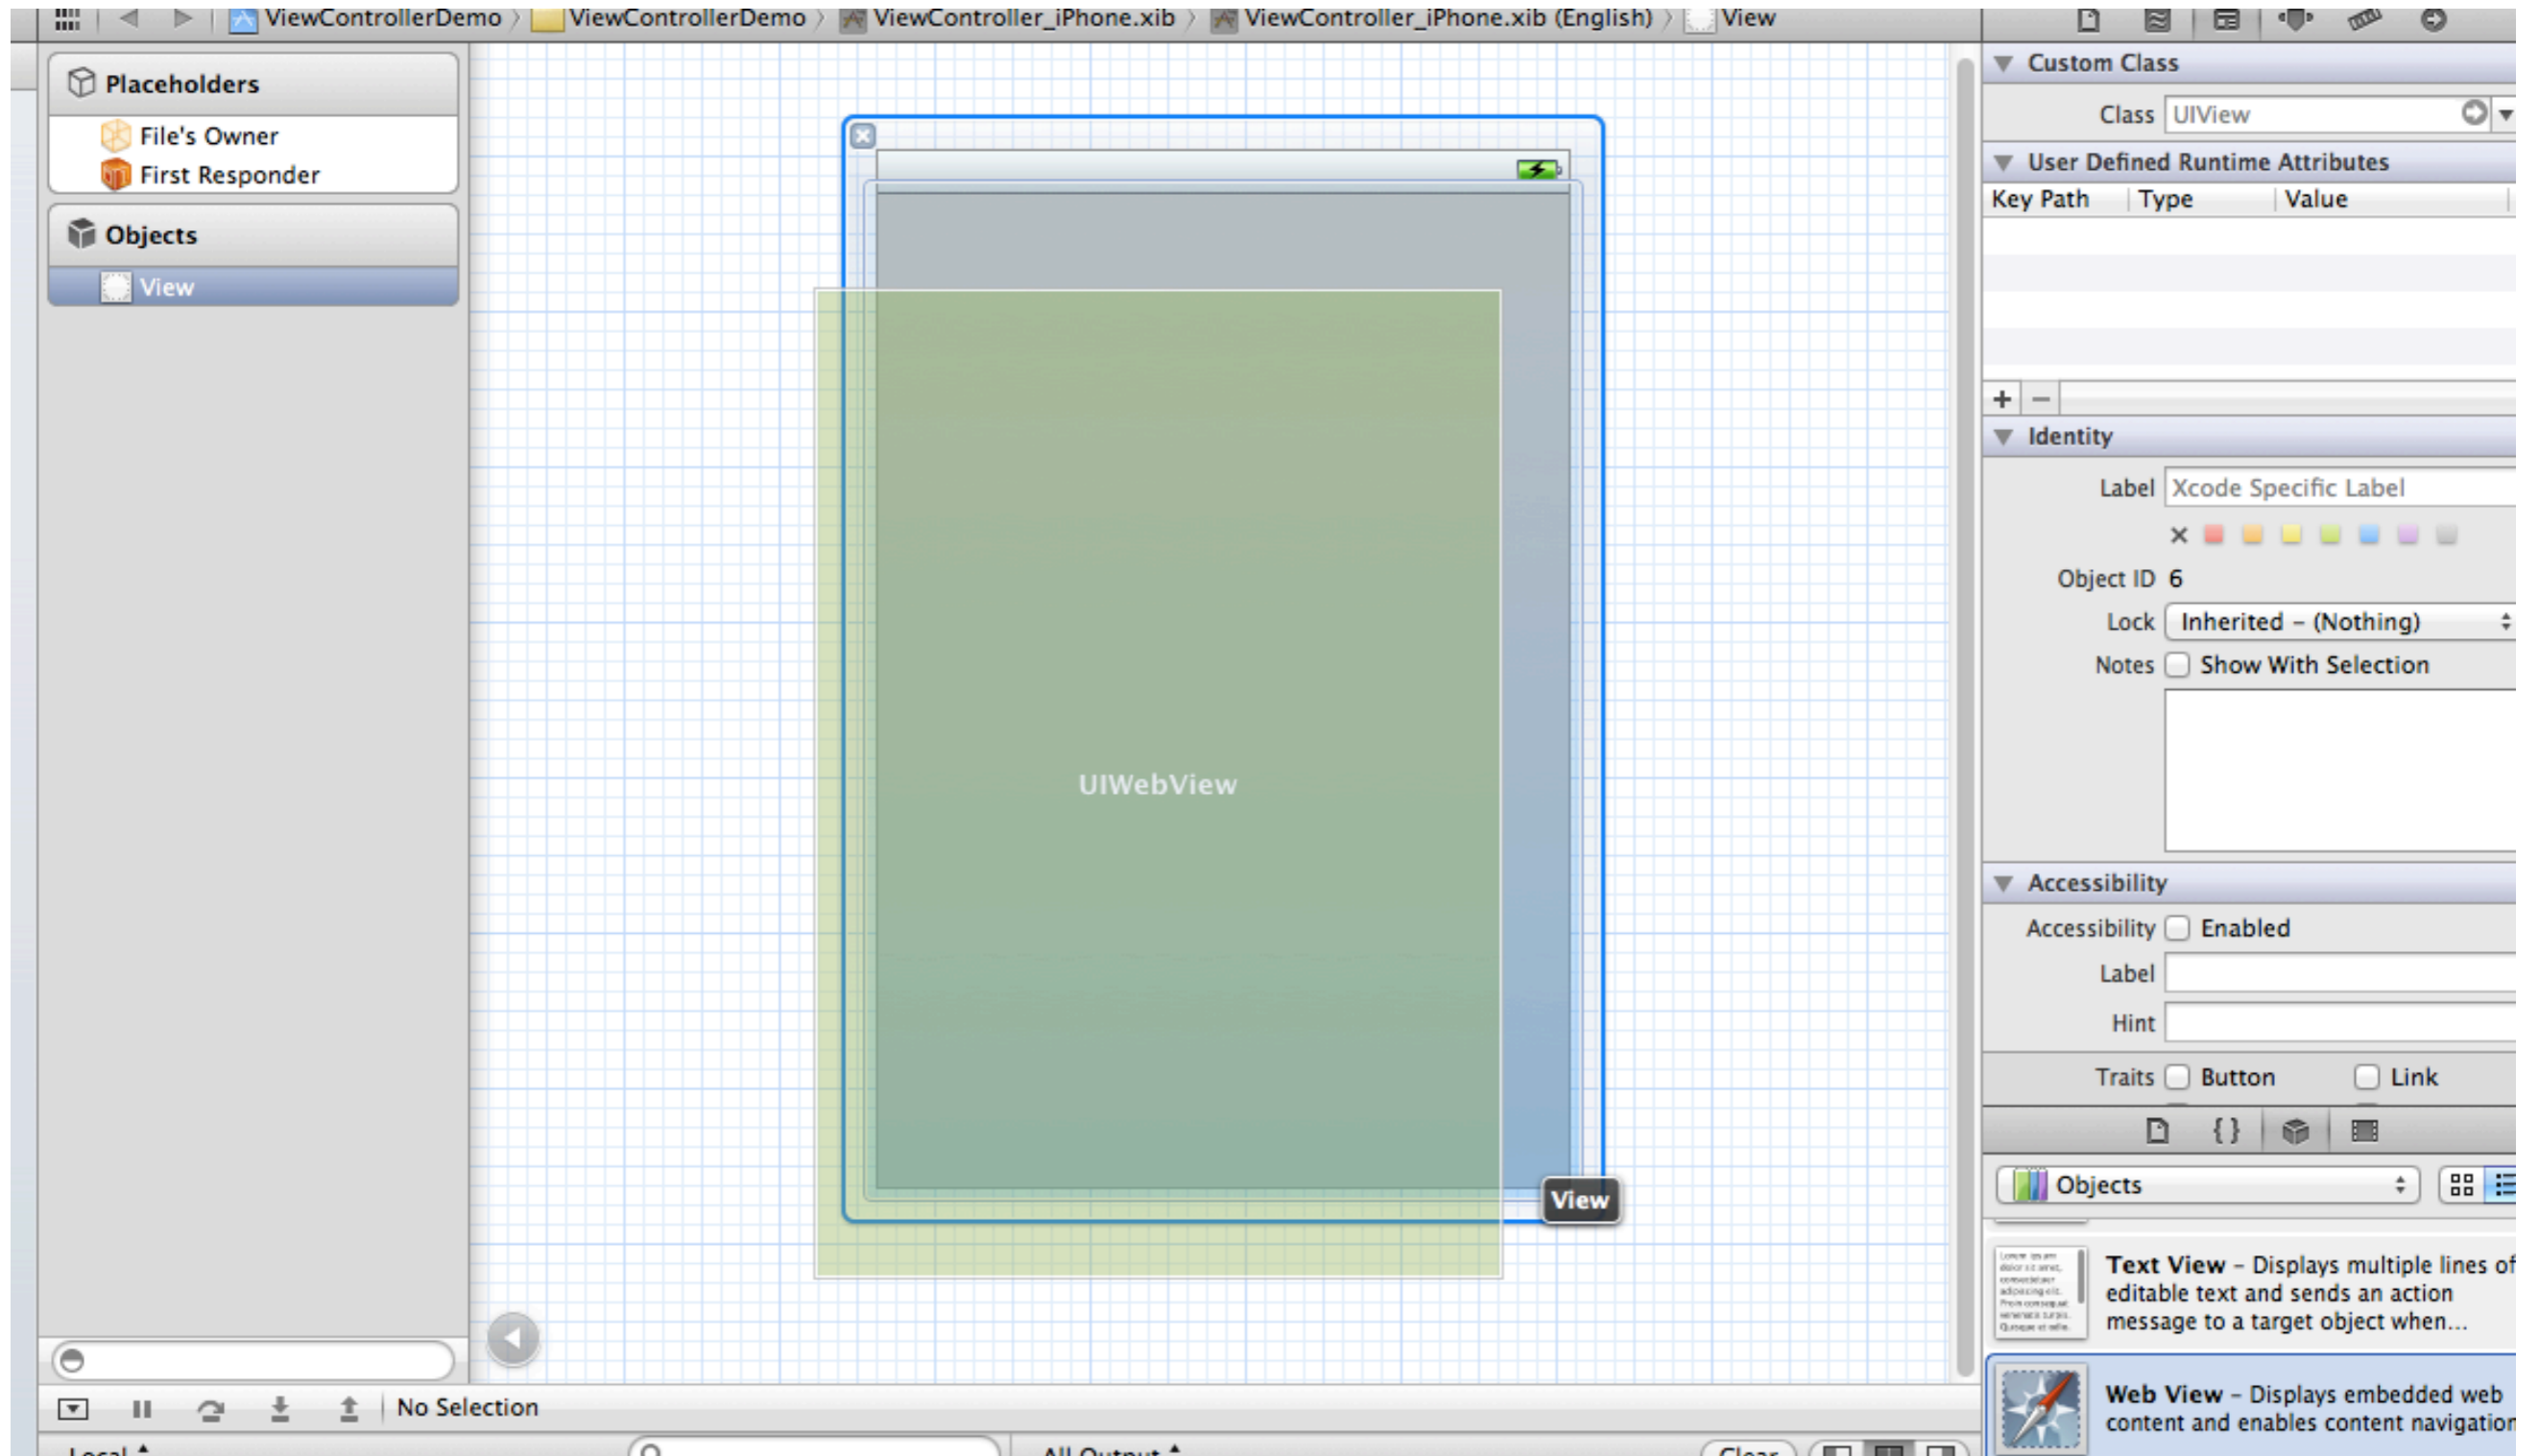 ViewControllerDemo
ViewControllerDemo
ViewController_iPhone.xib
ViewController_iPhone.xib (English)
View
Placeholders
File's Owner
First Responder
Objects
View
UIWebView
View
Custom Class
Class UIView
User Defined Runtime Attributes
Key Path Type Value
Identity
Label Xcode Specific Label
Object ID 6
Lock Inherited – (Nothing)
Notes Show With Selection
Accessibility
Accessibility Enabled
Label
Hint
Traits Button Link
{}
Objects
Text View – Displays multiple lines of
editable text and sends an action
message to a target object when...
Web View – Displays embedded web
content and enables content navigation
No Selection
Local
All Output
Clear